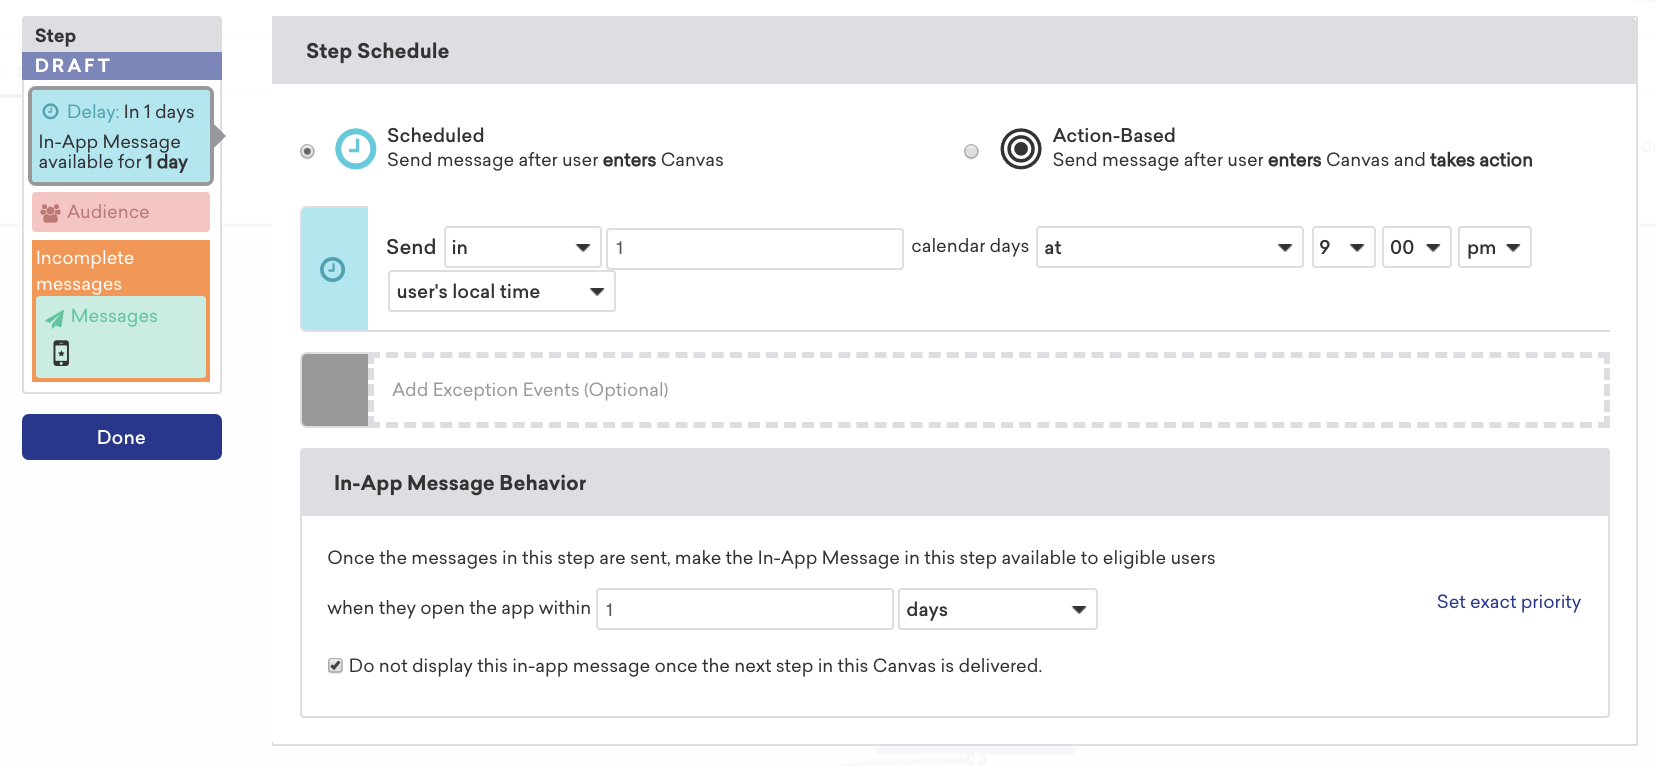 Step
DRAFT
Delay: In 1 days
In-App Message
available for 1 day
Audience
Incomplete
messages
Messages
Done
Step Schedule
Scheduled
Send message after user enters Canvas
Action-Based
Send message after user enters Canvas and takes action
Send in 1 calendar days at 9 00 pm
user's local time
Add Exception Events (Optional)
In-App Message Behavior
Once the messages in this step are sent, make the In-App Message in this step available to eligible users
when they open the app within 1 days
Set exact priority
Do not display this in-app message once the next step in this Canvas is delivered.